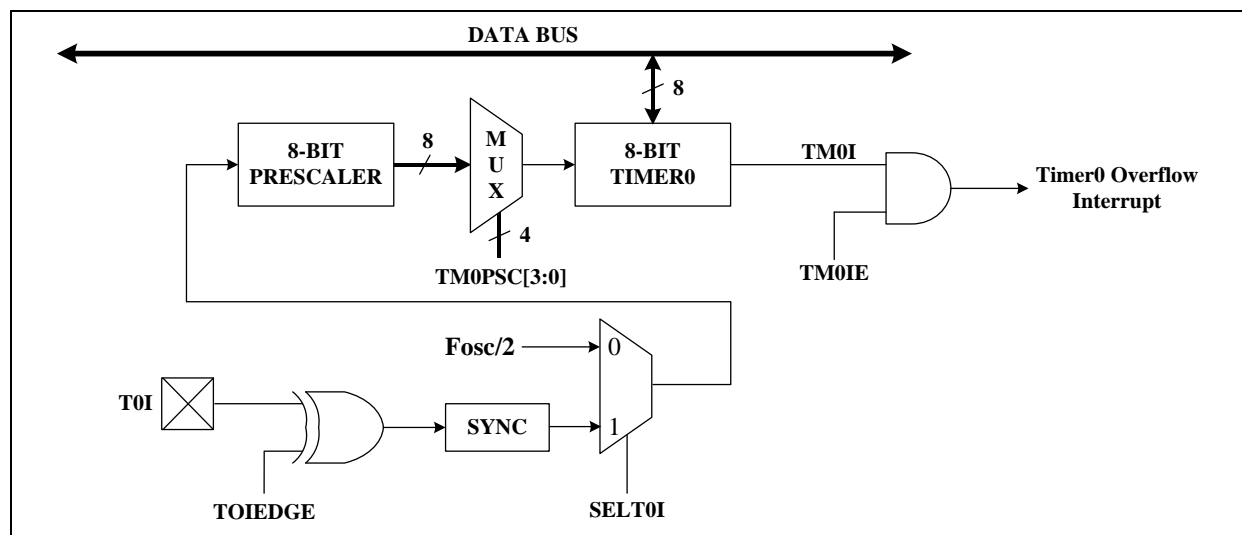 DATA BUS
8
8-BIT
PRESCALER
8
M
U
X
8-BIT
TIMER0
TM0I
Timer0 Overflow
Interrupt
4
TM0PSC[3:0]
TM0IE
Fosc/2
0
T0I
SYNC
1
TOIEDGE
SELT0I